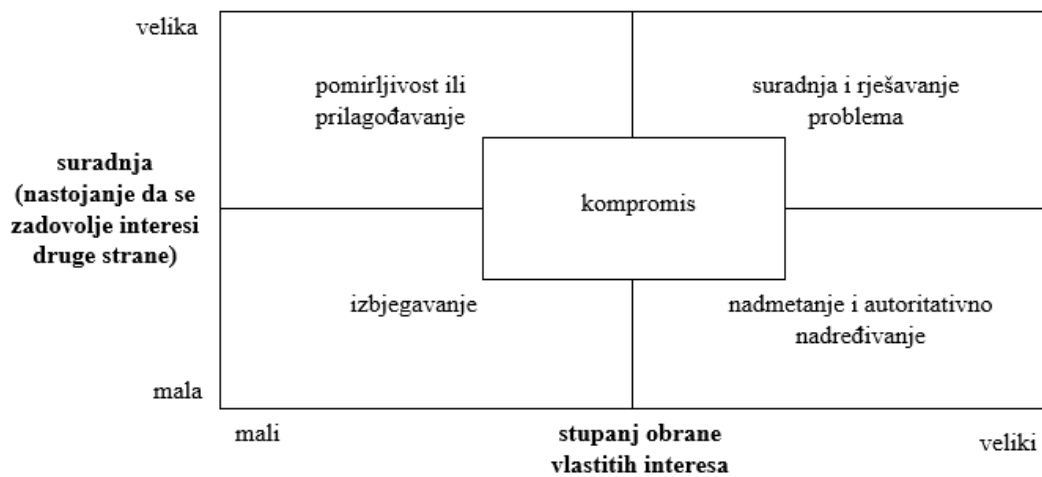 velika
pomirljivost ili
prilagođavanje
suradnja i rješavanje
problema
suradnja
(nastojanje da se
zadovolje interesi
druge strane)
kompromis
izbjegavanje
nadmetanje i autoritativno
nadređivanje
mala
mali
stupanj obrane
vlastitih interesa
veliki